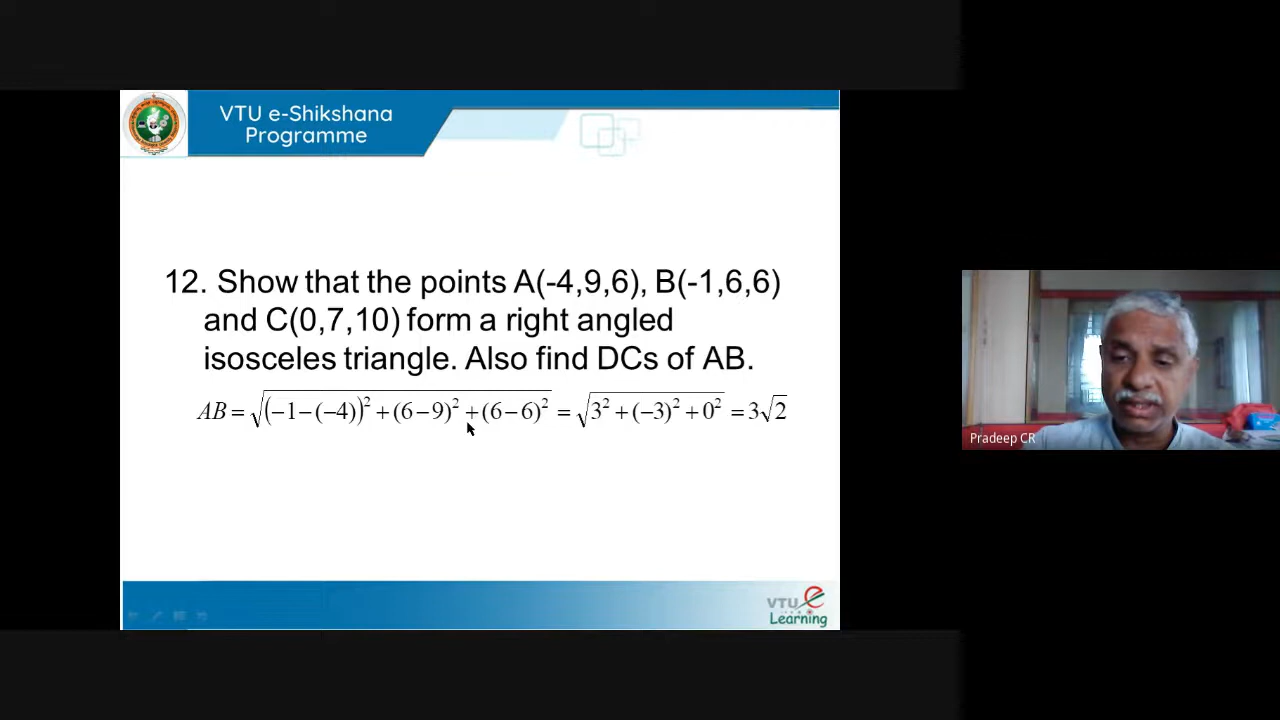 VTU e-Shikshana
Programme
12. Show that the points A(-4,9,6), B(-1,6,6)
and C(0,7,10) form a right angled
isosceles triangle. Also find DCs of AB.
AB = √((−1−(−4))² + (6−9)² + (6−6)²) = √(3² + (−3)² + 0²) = 3√2
Pradeep CR
VTU e
Learning